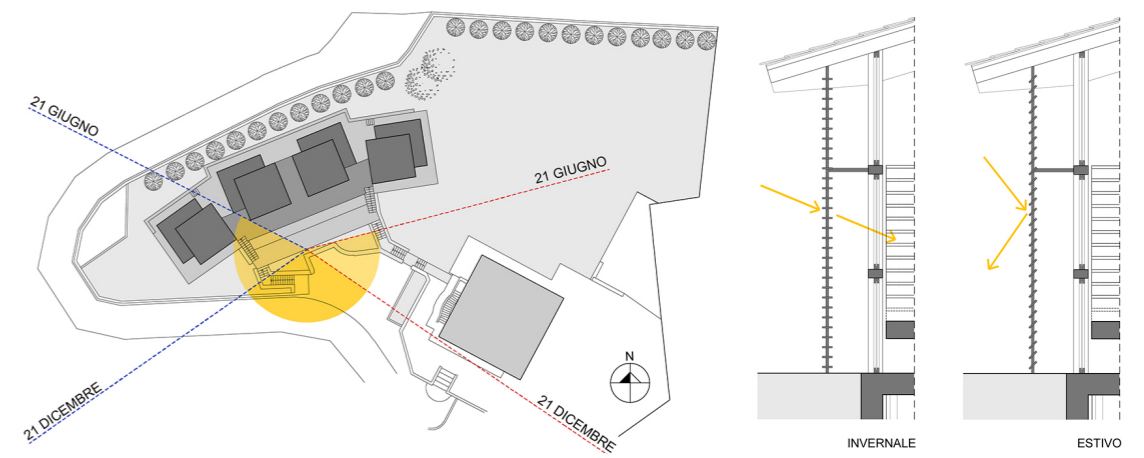 21 GIUGNO
21 GIUGNO
21 DICEMBRE
21 DICEMBRE
N
INVERNALE
ESTIVO